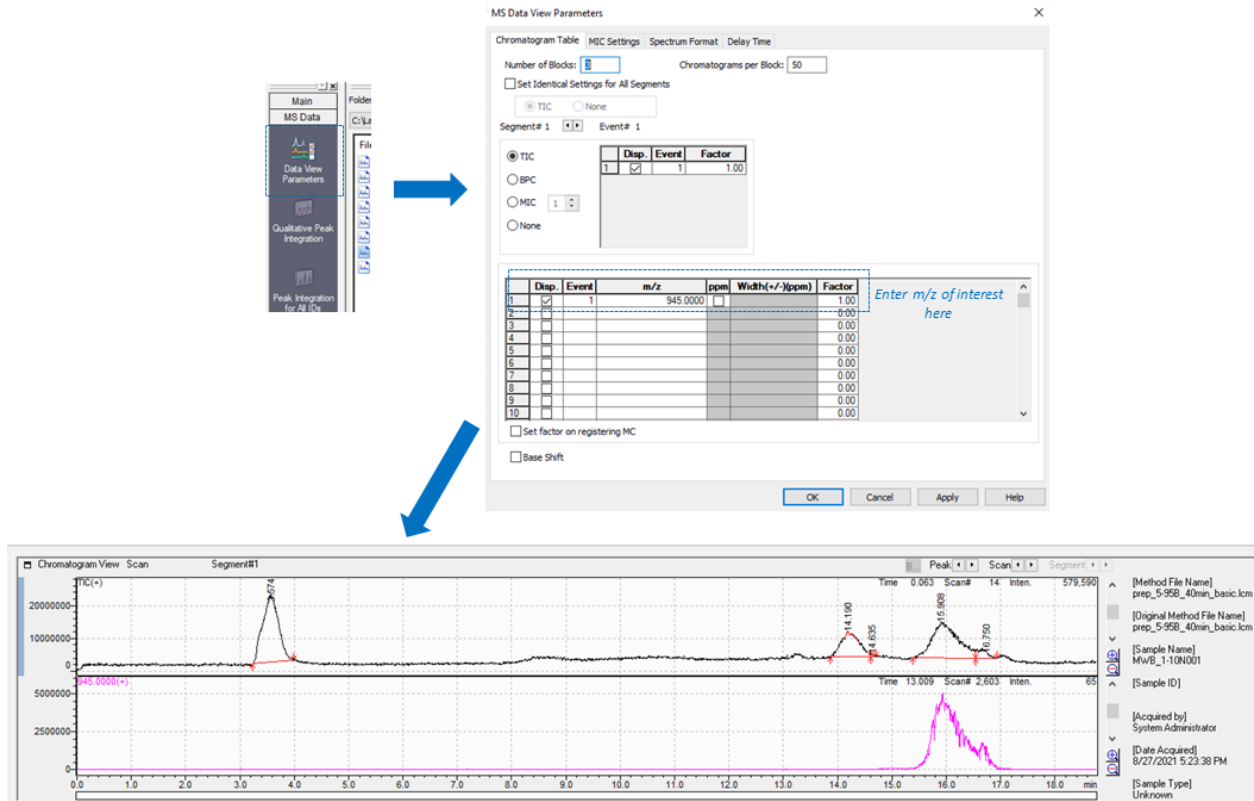 MS Data View Parameters
Chromatogram Table MIC Settings Spectrum Format Delay Time
Number of Blocks: 3 Chromatograms per Block: 50
Set Identical Settings for All Segments
TIC None
Segment# 1 Event# 1
TIC
BPC
MIC 1
None
Disp. Event Factor
1 1 1.00
Disp. Event m/z ppm Width(+/-)(ppm) Factor
1 1 945.0000 1.00
2 0.00
3 0.00
4 0.00
5 0.00
6 0.00
7 0.00
8 0.00
9 0.00
10 0.00
Enter m/z of interest
here
Set factor on registering MC
Base Shift
OK Cancel Apply Help
Main
MS Data
Data View
Parameters
Qualitative Peak
Integration
Peak Integration
for All IDs
Folder
Chromatogram View Scan Segment#1 Peak Scan Segment
TIC(+) Time 0.063 Scan# 14 Inten. 579,590
20000000
10000000
0
574
14.190
14.635
15.908
16.750
945.0000(+) Time 13.009 Scan# 2,603 Inten. 65
5000000
2500000
0
0.0 1.0 2.0 3.0 4.0 5.0 6.0 7.0 8.0 9.0 10.0 11.0 12.0 13.0 14.0 15.0 16.0 17.0 18.0 min
[Method File Name]
prep_5-95B_40min_basic.lcm
[Original Method File Name]
prep_5-95B_40min_basic.lcm
[Sample Name]
MWB_1-10N001
[Sample ID]
[Acquired by]
System Administrator
[Date Acquired]
8/27/2021 5:23:38 PM
[Sample Type]
Unknown